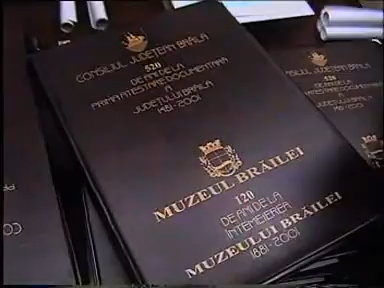 CONSILIUL JUDEȚEAN BRĂILA
520
DE ANI DE LA
PRIMA ATESTARE DOCUMENTARĂ
A
JUDEȚULUI BRĂILA
1481-2001
MUZEUL BRĂILEI
120
DE ANI DE LA
ÎNTEMEIEREA
MUZEULUI BRĂILEI
1881-2001
CONSILIUL JUDEȚEAN BRĂILA
520
DE ANI DE LA
ATESTARE DOCUMENTARĂ
A
JUDEȚULUI BRĂILA
1481-2001